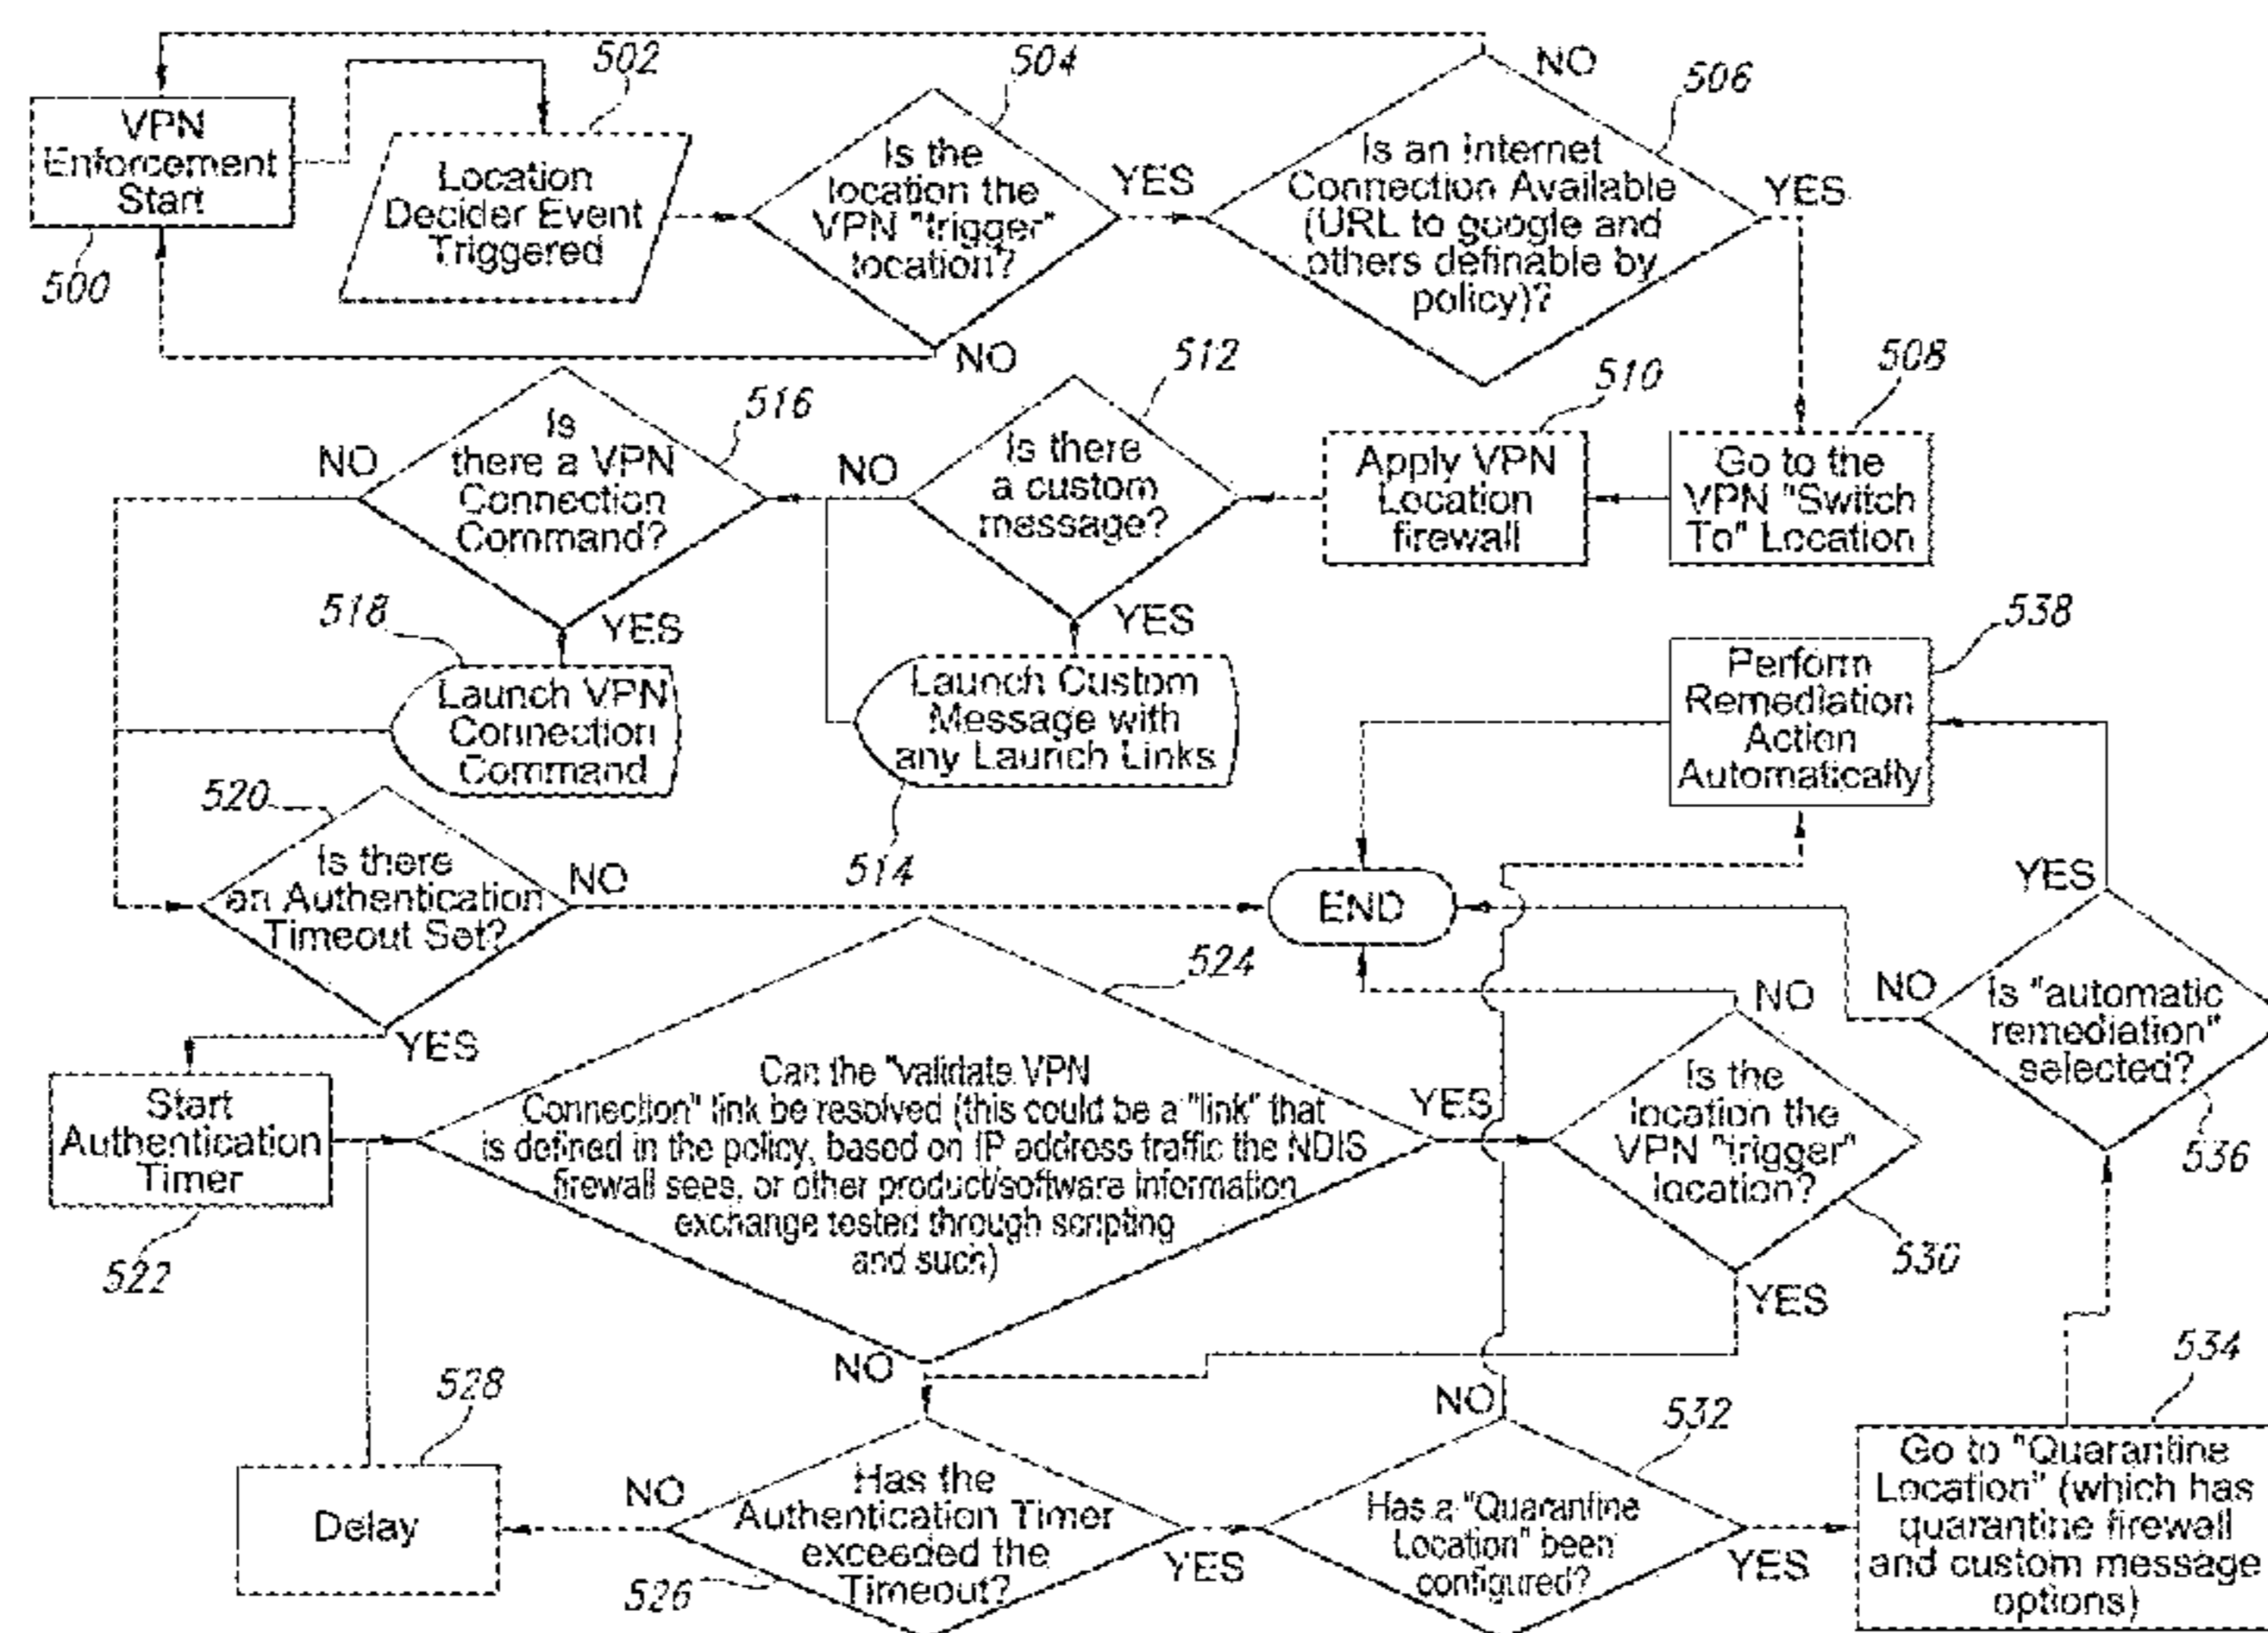 VPN
Enforcement
Start
500
502
Location
Decider Event
Triggered
504
Is the
location the
VPN "trigger"
location?
YES
NO
506
NO
Is an Internet
Connection Available
(URL to google and
others definable by
policy)?
YES
508
Go to the
VPN "Switch
To" Location
510
Apply VPN
Location
firewall
512
Is there
a custom
message?
NO
YES
Launch Custom
Message with
any Launch Links
514
516
Is
there a VPN
Connection
Command?
NO
YES
518
Launch VPN
Connection
Command
520
Is there
an Authentication
Timeout Set?
NO
YES
END
Start
Authentication
Timer
522
524
Can the "validate VPN
Connection" link be resolved (this could be a "link" that
is defined in the policy, based on IP address traffic the NDIS
firewall sees, or other product/software information
exchange tested through scripting
and such)
YES
NO
NO
Is the
location the
VPN "trigger"
location?
530
YES
528
Delay
NO
Has the
Authentication Timer
exceeded the
Timeout?
526
YES
NO
532
Has a "Quarantine
Location" been
configured?
YES
534
Go to "Quarantine
Location" (which has
quarantine firewall
and custom message
options)
NO
YES
Is "automatic
remediation"
selected?
536
538
Perform
Remediation
Action
Automatically